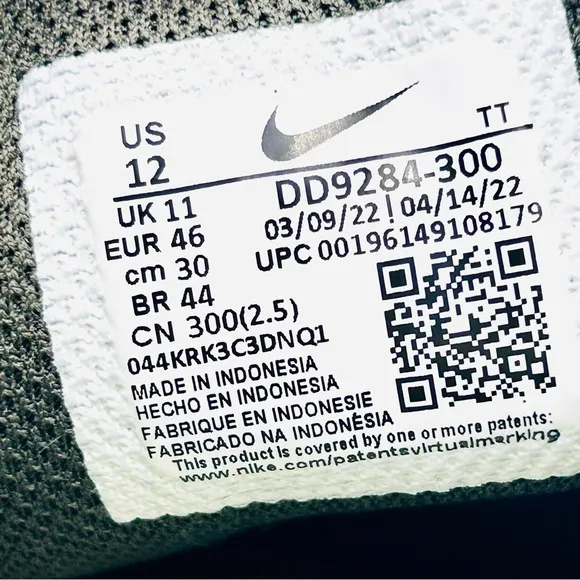 US
12
TT
UK 11
EUR 46
cm 30
BR 44
CN 300(2.5)
DD9284-300
03/09/22 | 04/14/22
UPC 00196149108179
044KRK3C3DNQ1
MADE IN INDONESIA
HECHO EN INDONESIA
FABRIQUE EN INDONESIE
FABRICADO NA INDONÉSIA
This product is covered by one or more patents:
www.nike.com/patentsvirtualmarking